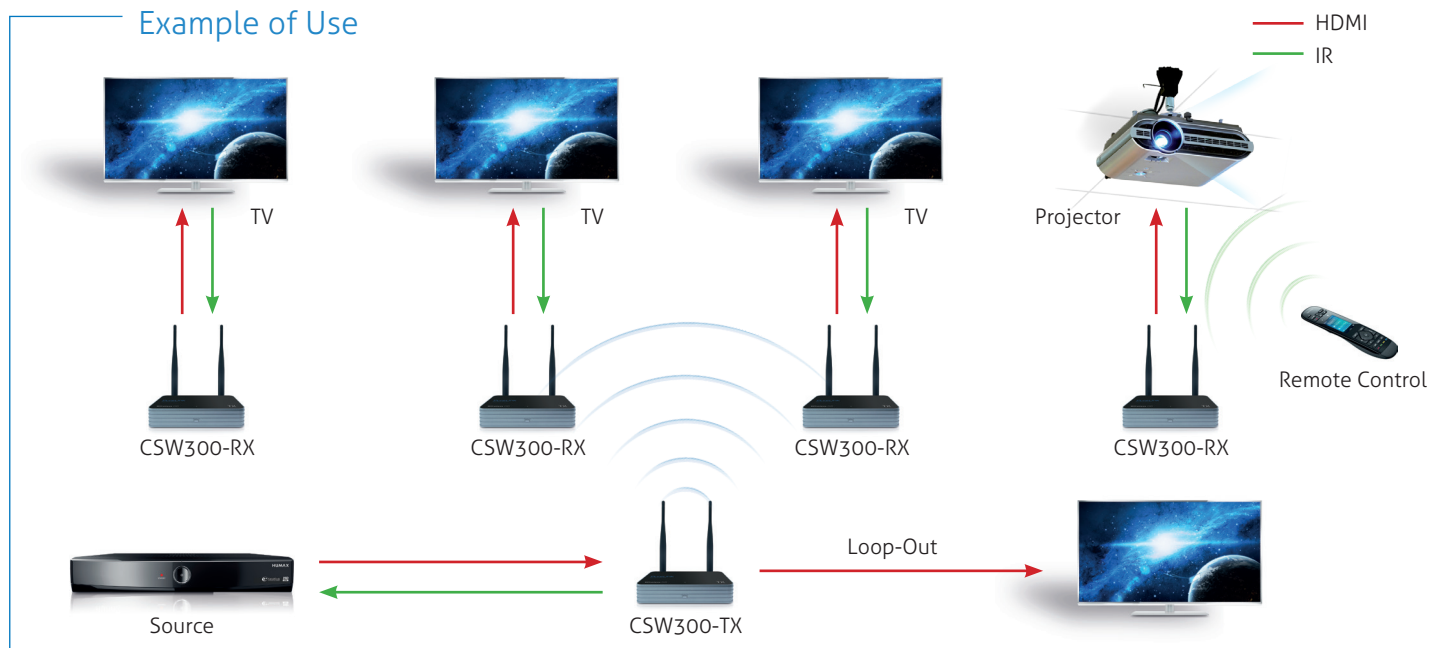 Example of Use
HDMI
IR
TV
TV
TV
Projector
Remote Control
CSW300-RX
CSW300-RX
CSW300-RX
CSW300-RX
Loop-Out
HUMAX
Source
CSW300-TX